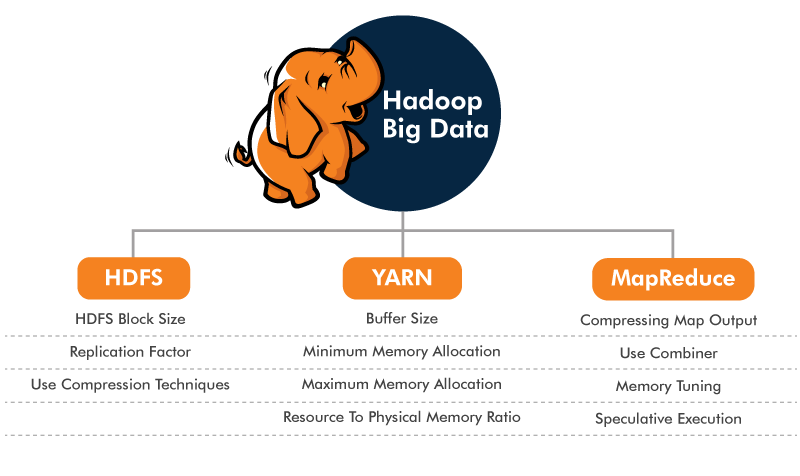 Hadoop
Big Data
HDFS
YARN
MapReduce
HDFS Block Size
Buffer Size
Compressing Map Output
Replication Factor
Minimum Memory Allocation
Use Combiner
Use Compression Techniques
Maximum Memory Allocation
Memory Tuning
Resource To Physical Memory Ratio
Speculative Execution